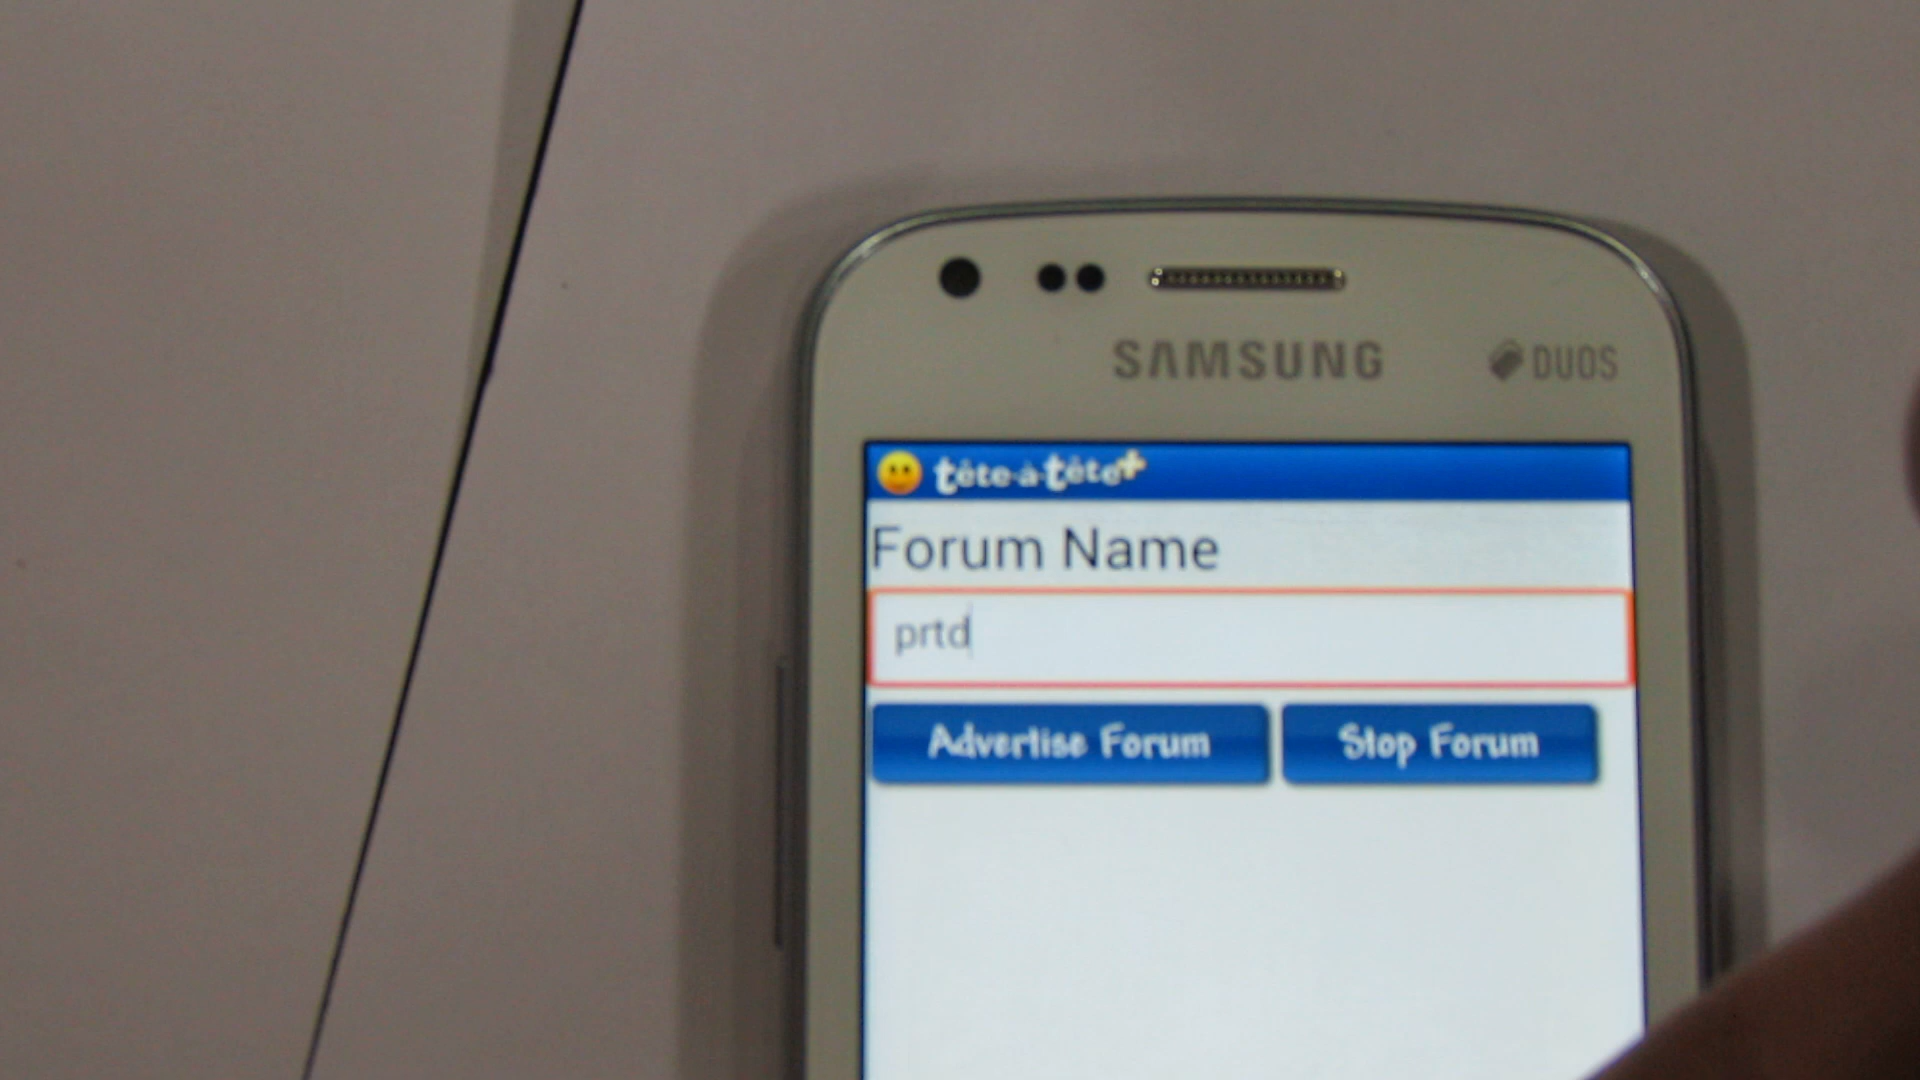 SAMSUNG DUOS
tête-à-tête+
Forum Name
prtd
Advertise Forum Stop Forum